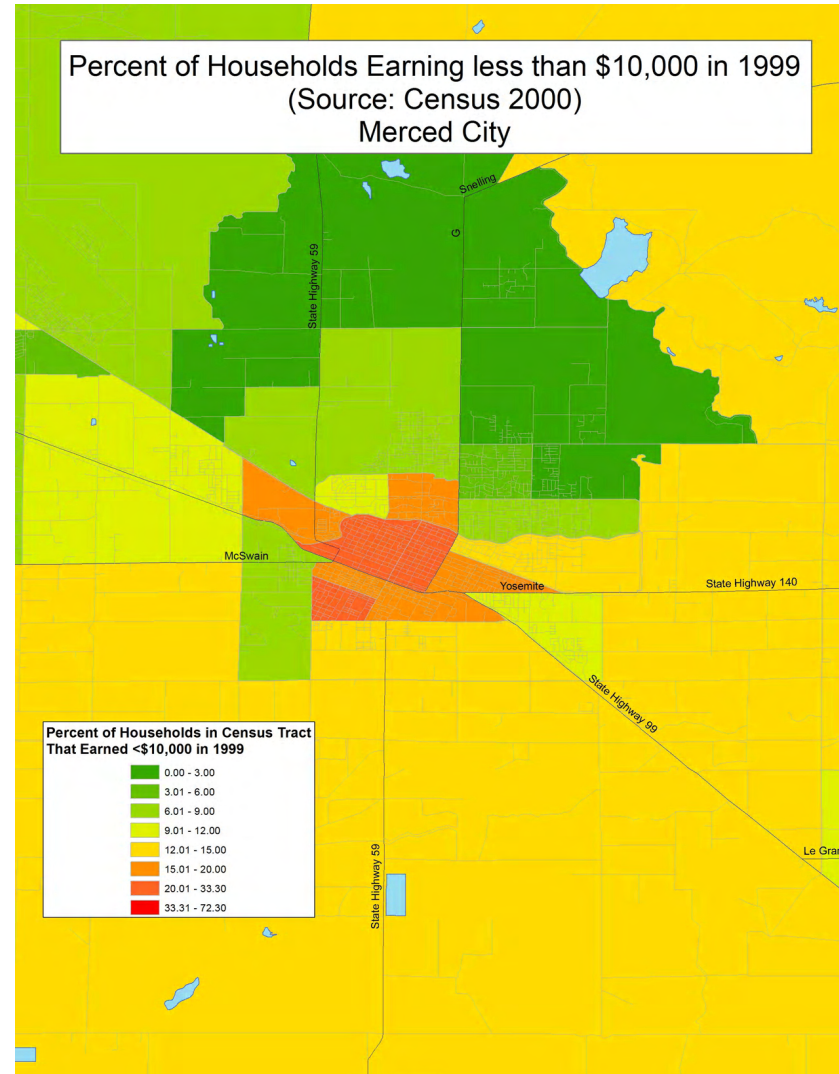 Percent of Households Earning less than $10,000 in 1999
(Source: Census 2000)
Merced City
Snelling
G
State Highway 59
McSwain
Yosemite
State Highway 140
State Highway 99
Percent of Households in Census Tract
That Earned <$10,000 in 1999
0.00 - 3.00
3.01 - 6.00
6.01 - 9.00
9.01 - 12.00
12.01 - 15.00
15.01 - 20.00
20.01 - 33.30
33.31 - 72.30
State Highway 59
Le Gran